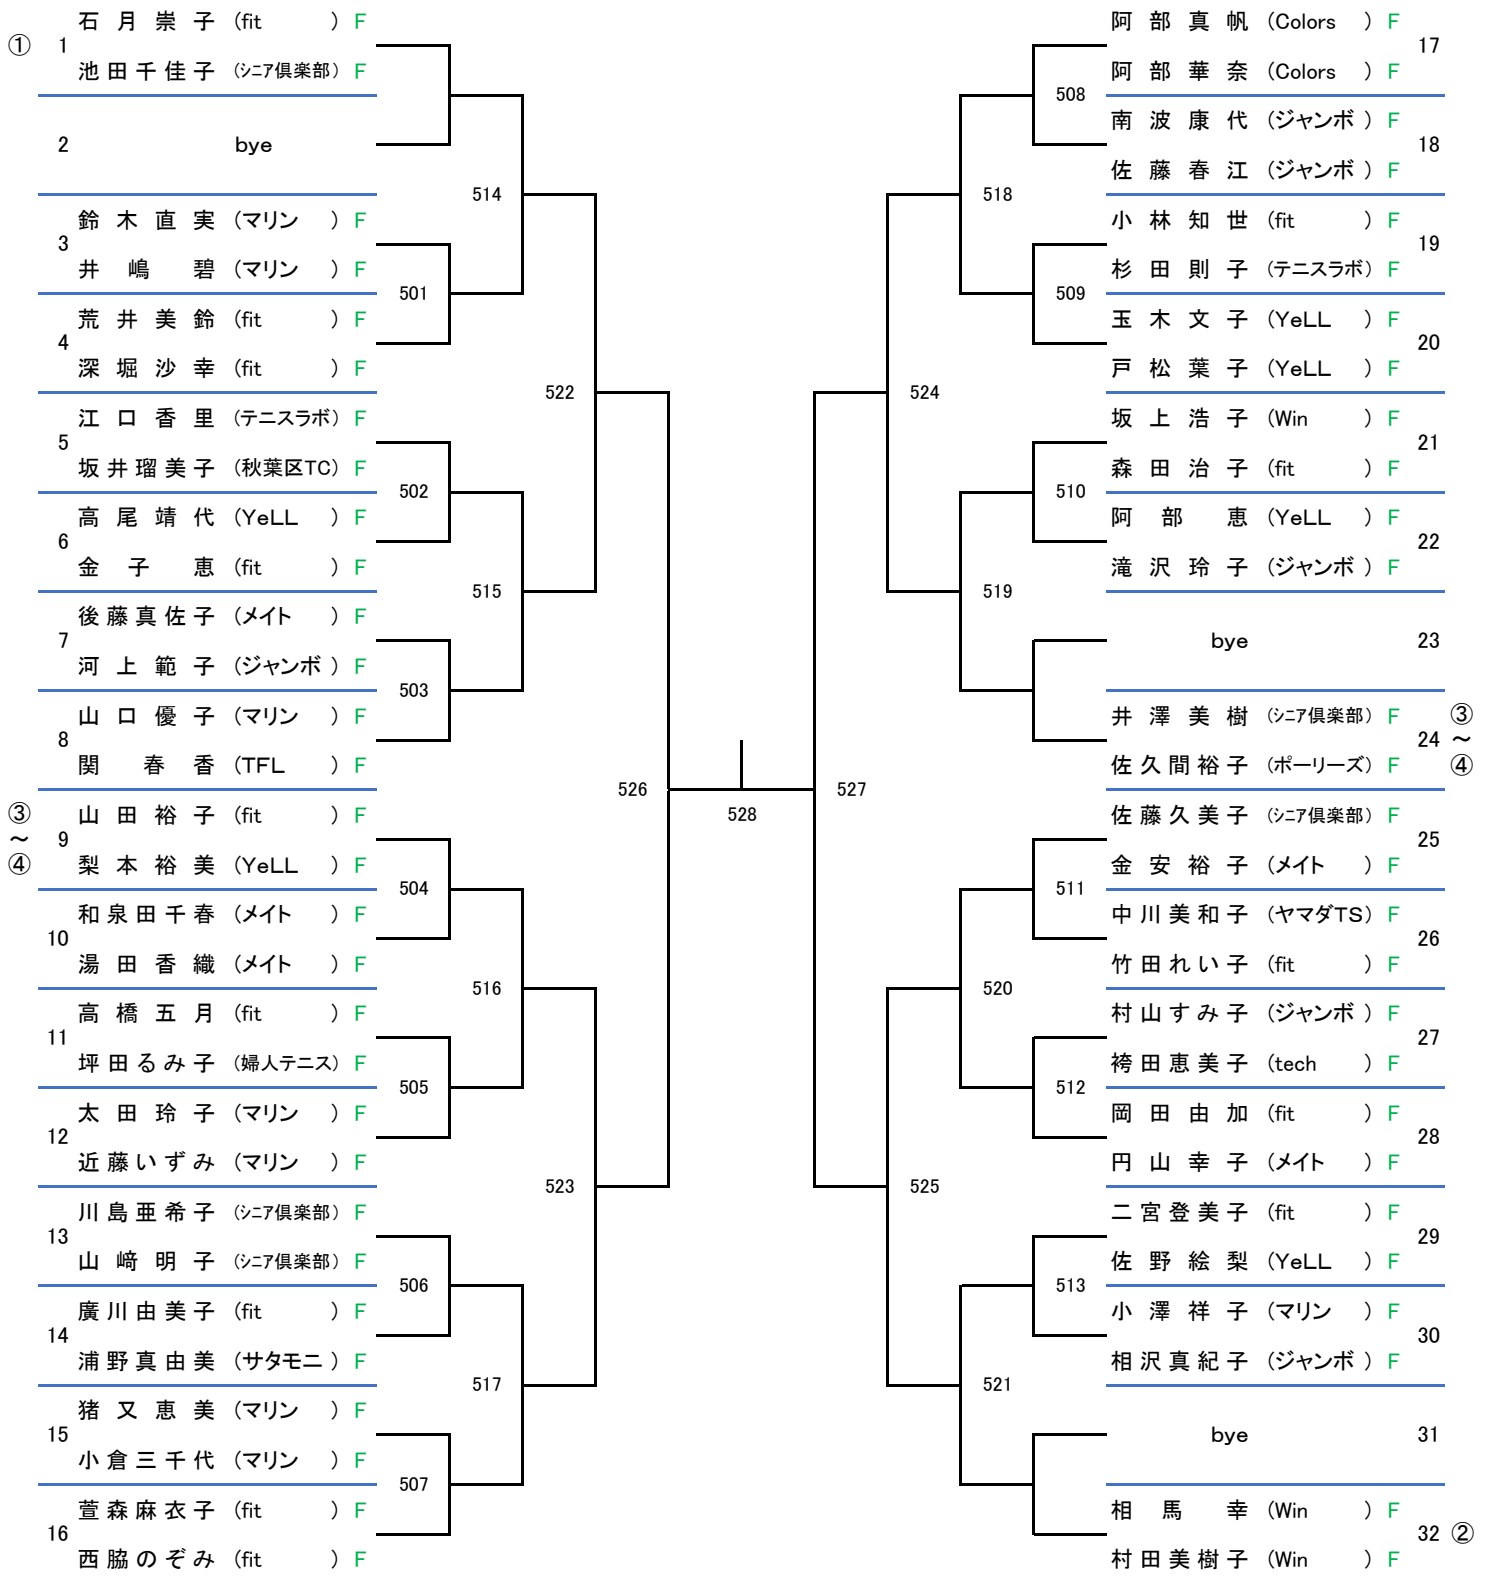 石月崇子 (fit) F
① 1
池田千佳子 (シニア倶楽部) F
2 bye
514
鈴木直実 (マリン) F
3
井嶋碧 (マリン) F
501
荒井美鈴 (fit) F
4
深堀沙幸 (fit) F
522
江口香里 (テニスラボ) F
5
坂井瑠美子 (秋葉区TC) F
502
高尾靖代 (YeLL) F
6
金子恵 (fit) F
515
後藤真佐子 (メイト) F
7
河上範子 (ジャンボ) F
503
山口優子 (マリン) F
8
関春香 (TFL) F
526
528
③ 山田裕子 (fit) F
～ 9
④ 梨本裕美 (YeLL) F
504
和泉田千春 (メイト) F
10
湯田香織 (メイト) F
516
高橋五月 (fit) F
11
坪田るみ子 (婦人テニス) F
505
太田玲子 (マリン) F
12
近藤いずみ (マリン) F
523
川島亜希子 (シニア倶楽部) F
13
山﨑明子 (シニア倶楽部) F
506
廣川由美子 (fit) F
14
浦野真由美 (サタモニ) F
517
猪又恵美 (マリン) F
15
小倉三千代 (マリン) F
507
萱森麻衣子 (fit) F
16
西脇のぞみ (fit) F
阿部真帆 (Colors) F
17
阿部華奈 (Colors) F
508
南波康代 (ジャンボ) F
18
佐藤春江 (ジャンボ) F
518
小林知世 (fit) F
19
杉田則子 (テニスラボ) F
509
玉木文子 (YeLL) F
20
戸松葉子 (YeLL) F
524
坂上浩子 (Win) F
21
森田治子 (fit) F
510
阿部恵 (YeLL) F
22
滝沢玲子 (ジャンボ) F
519
bye 23
井澤美樹 (シニア倶楽部) F ③
24 ～
佐久間裕子 (ポーリーズ) F ④
527
佐藤久美子 (シニア倶楽部) F
25
金安裕子 (メイト) F
511
中川美和子 (ヤマダTS) F
26
竹田れい子 (fit) F
520
村山すみ子 (ジャンボ) F
27
袴田恵美子 (tech) F
512
岡田由加 (fit) F
28
円山幸子 (メイト) F
525
二宮登美子 (fit) F
29
佐野絵梨 (YeLL) F
513
小澤祥子 (マリン) F
30
相沢真紀子 (ジャンボ) F
521
bye 31
相馬幸 (Win) F
32 ②
村田美樹子 (Win) F